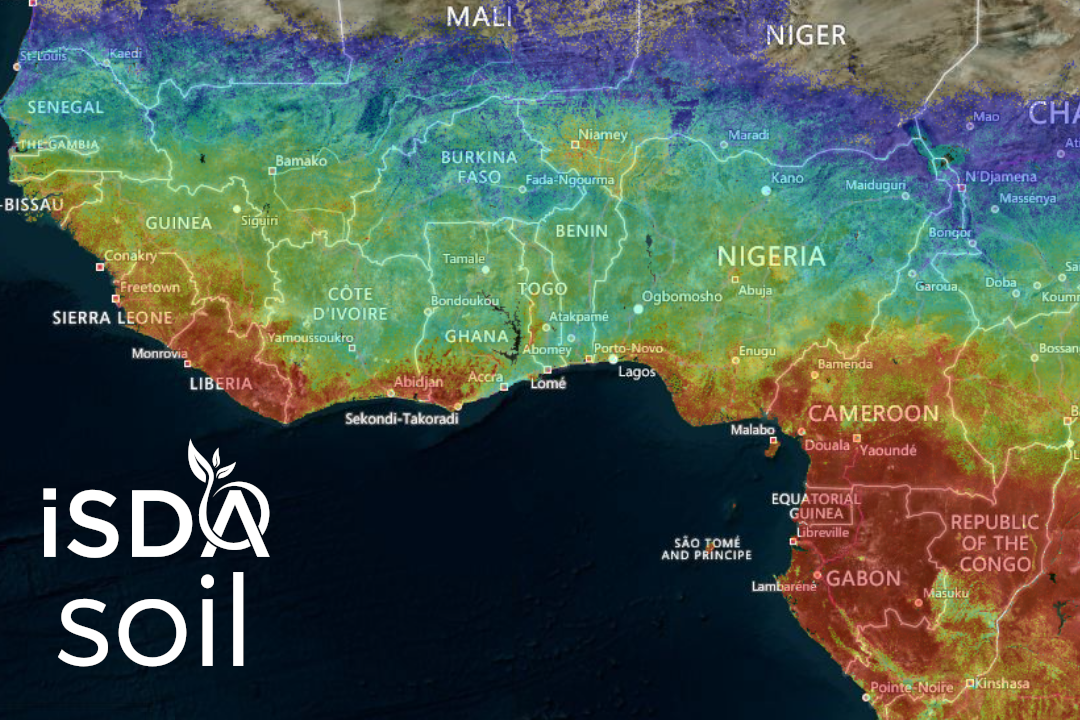 MALI
NIGER
St-Louis
Kaedi
SENEGAL
Mao
CHA
THE GAMBIA
Niamey
Maradi
Ati
Bamako
BURKINA
FASO
Fada-Ngourma
Kano
Maiduguri
N'Djamena
Massenya
-BISSAU
GUINEA
Siguiri
BENIN
Bongor
Conakry
Tamale
NIGERIA
Freetown
CÔTE
D'IVOIRE
Bondoukou
TOGO
Ogbomosho
Abuja
Garoua
Doba
Sa
Koum
SIERRA LEONE
Yamoussoukro
GHANA
Atakpamé
Monrovia
Abomey
Porto-Novo
Enugu
Bossan
LIBERIA
Abidjan
Accra
Lomé
Lagos
Bamenda
Sekondi-Takoradi
CAMEROON
B
Malabo
Douala
Yaoundé
L
iSDA
soil
EQUATORIAL
GUINEA
REPUBLIC
OF THE
CONGO
SÃO TOMÉ
AND PRÍNCIPE
Libreville
Lambaréné
GABON
Masuku
Pointe-Noire
Kinshasa